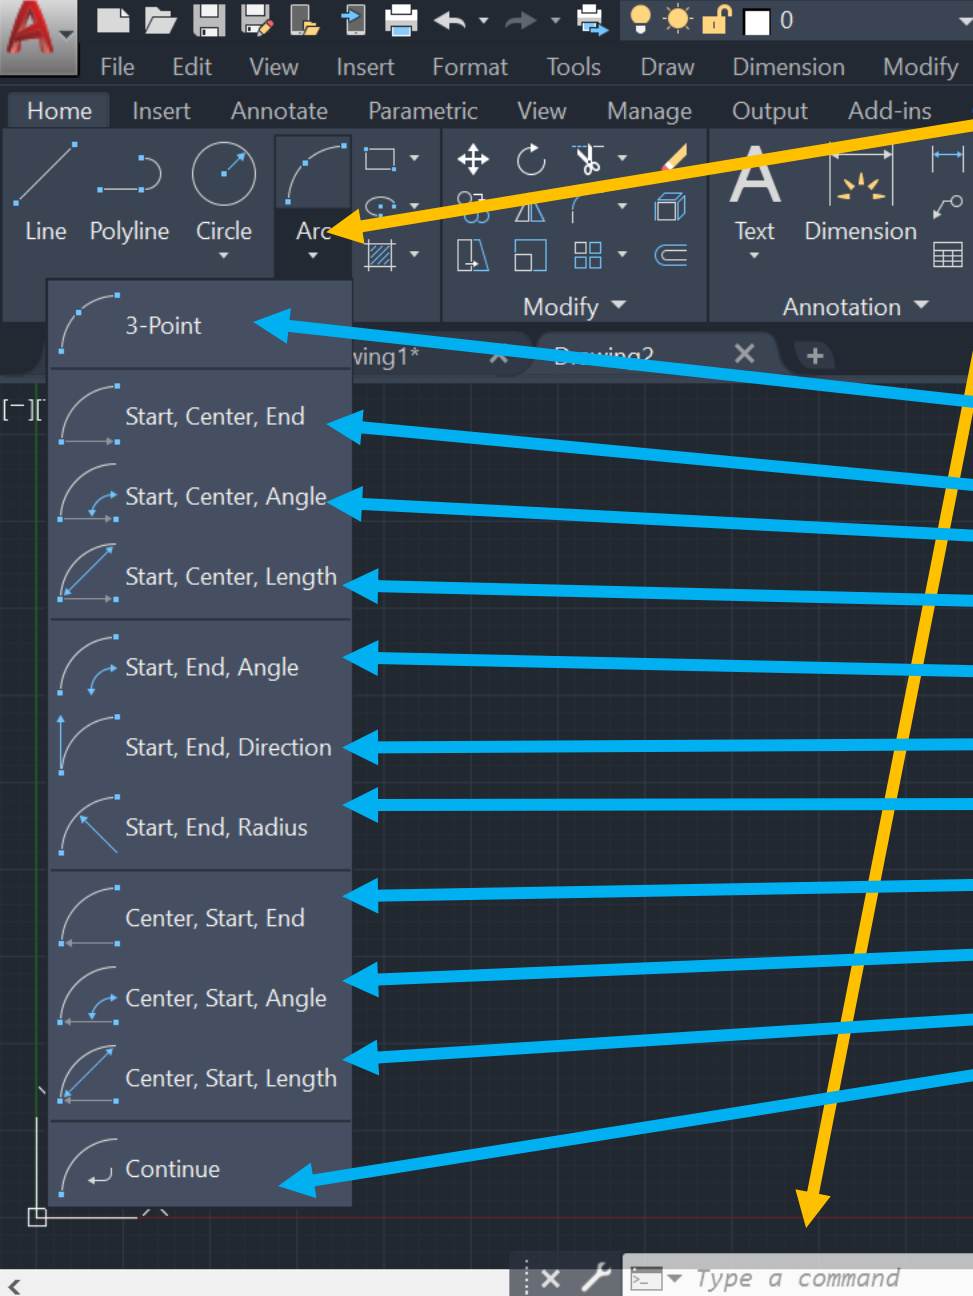 0
File Edit View Insert Format Tools Draw Dimension Modify
Home Insert Annotate Parametric View Manage Output Add-ins
Line Polyline Circle Arc Text Dimension
Modify Annotation
3-Point
wing1* Drawing2
[−][
Start, Center, End
Start, Center, Angle
Start, Center, Length
Start, End, Angle
Start, End, Direction
Start, End, Radius
Center, Start, End
Center, Start, Angle
Center, Start, Length
Continue
Type a command